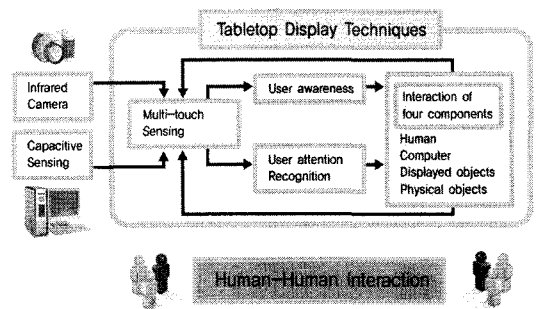 Tabletop Display Techniques
Infrared
Camera
Capacitive
Sensing
Multi-touch
Sensing
User awareness
User attention
Recognition
Interaction of
four components
Human
Computer
Displayed objects
Physical objects
Human-Human Interaction